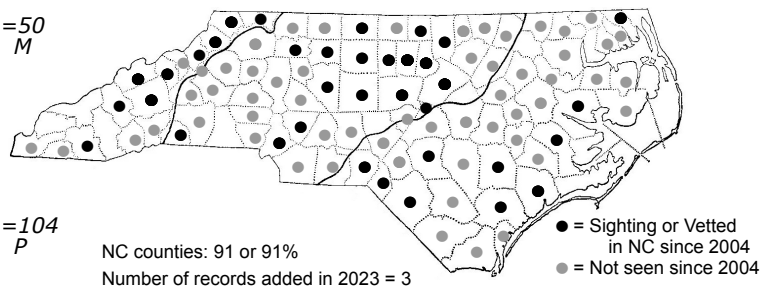 =50
M
=104
P
NC counties: 91 or 91%
Number of records added in 2023 = 3
= Sighting or Vetted
in NC since 2004
= Not seen since 2004